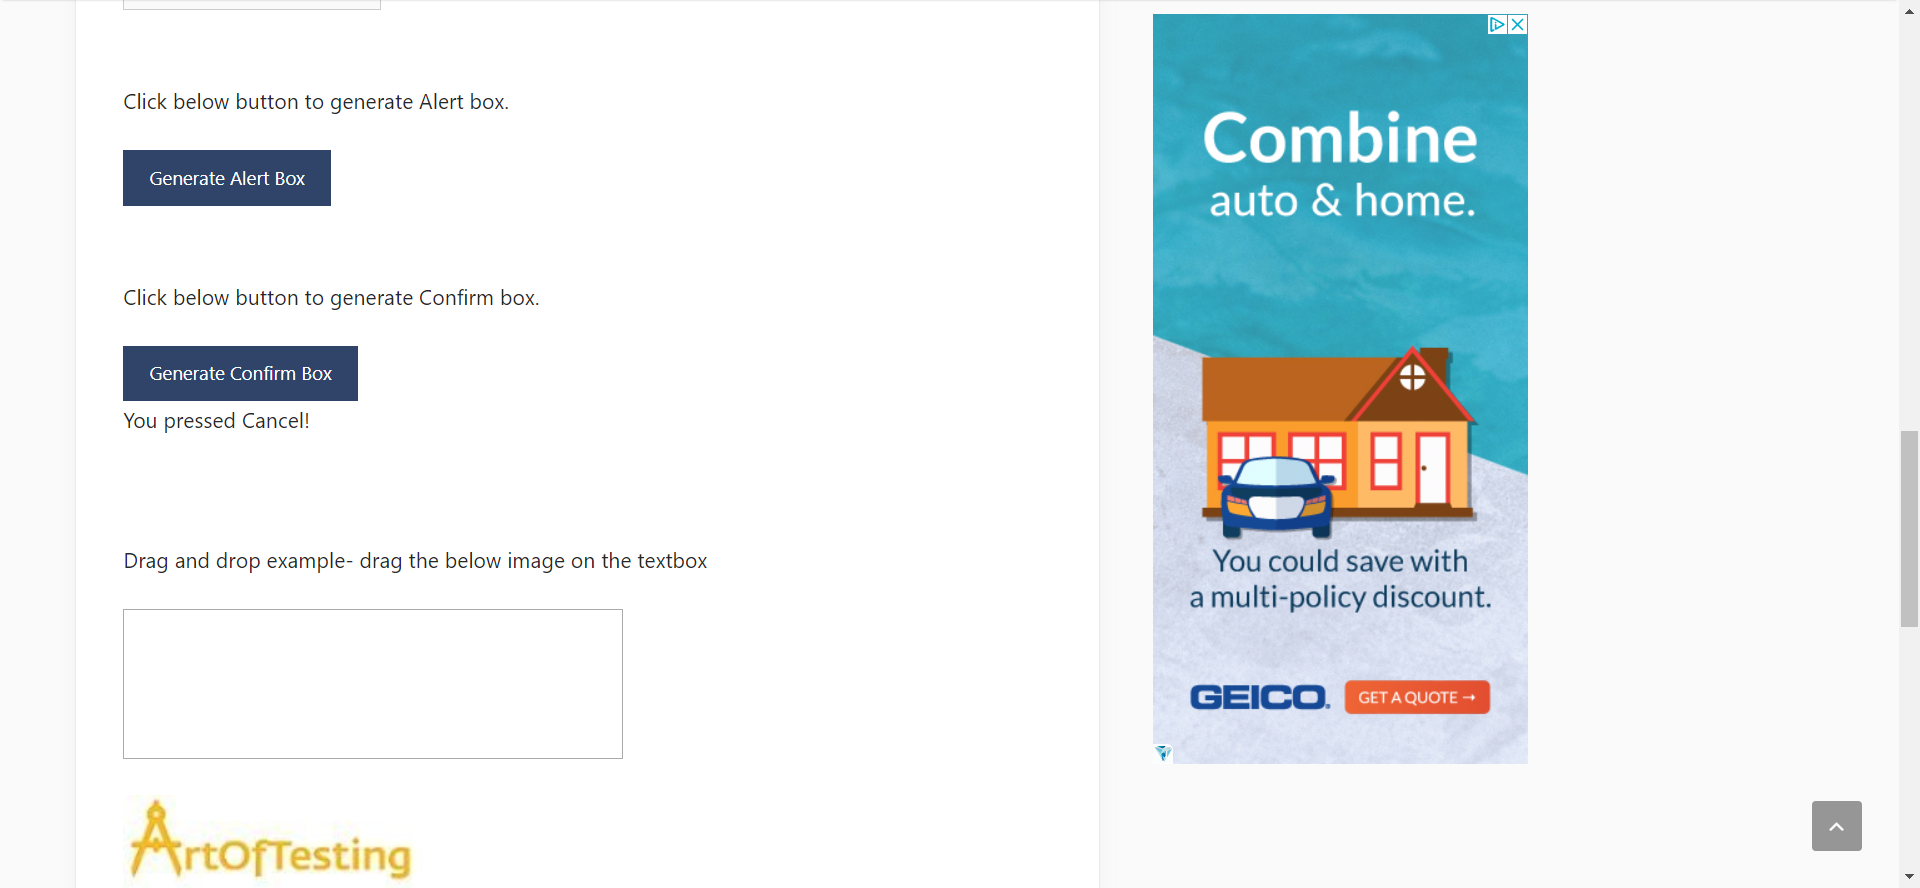 Click below button to generate Alert box.
Generate Alert Box
Click below button to generate Confirm box.
Generate Confirm Box
You pressed Cancel!
Drag and drop example- drag the below image on the textbox
ArtOfTesting
Combine
auto & home.
You could save with
a multi-policy discount.
GEICO.
GET A QUOTE →